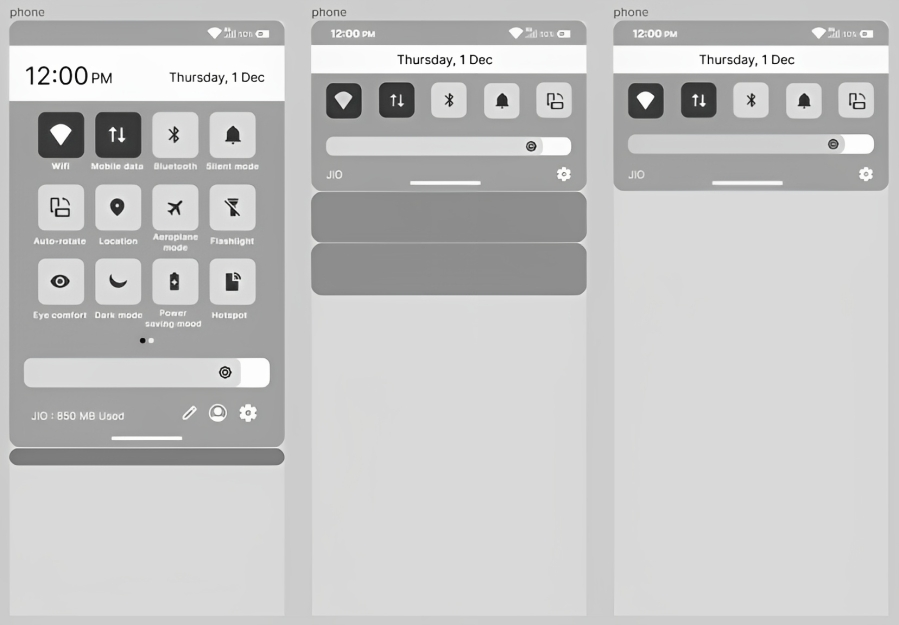 phone
12:00 PM
Thursday, 1 Dec
Wifi
Mobile data
Bluetooth
Silent mode
Auto-rotate
Location
Aeroplane
mode
Flashlight
Eye comfort
Dark mode
Power
saving mood
Hotspot
JIO : 850 MB Used
phone
12:00 PM
Thursday, 1 Dec
JIO
phone
12:00 PM
Thursday, 1 Dec
JIO